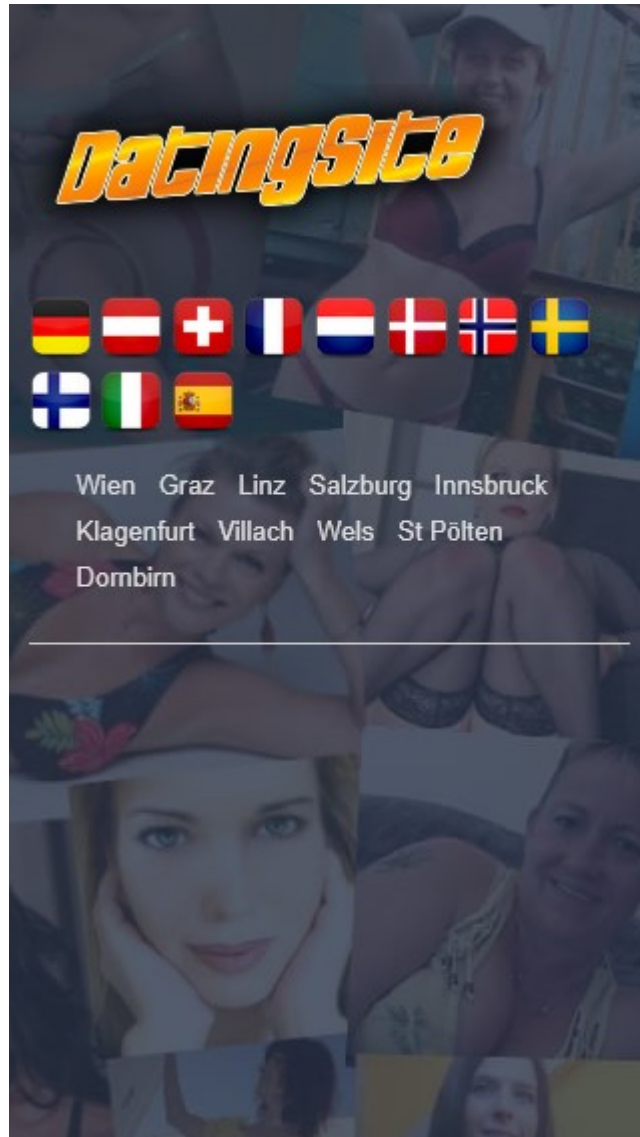 DatingSite
Wien Graz Linz Salzburg Innsbruck
Klagenfurt Villach Wels St Pölten
Dornbirn